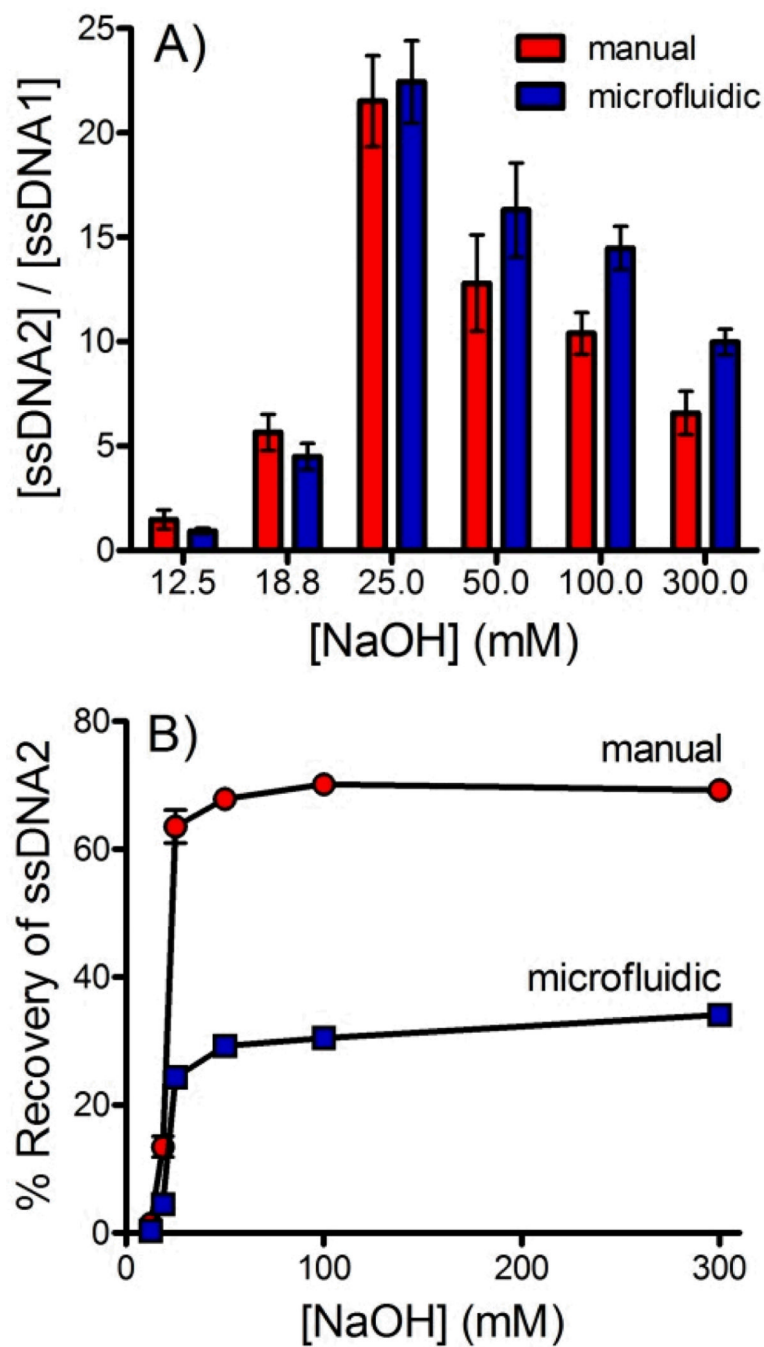 A)
manual
microfluidic
25
20
15
10
5
0
[ssDNA2] / [ssDNA1]
12.5 18.8 25.0 50.0 100.0 300.0
[NaOH] (mM)
B)
manual
microfluidic
80
60
40
20
0
% Recovery of ssDNA2
0 100 200 300
[NaOH] (mM)